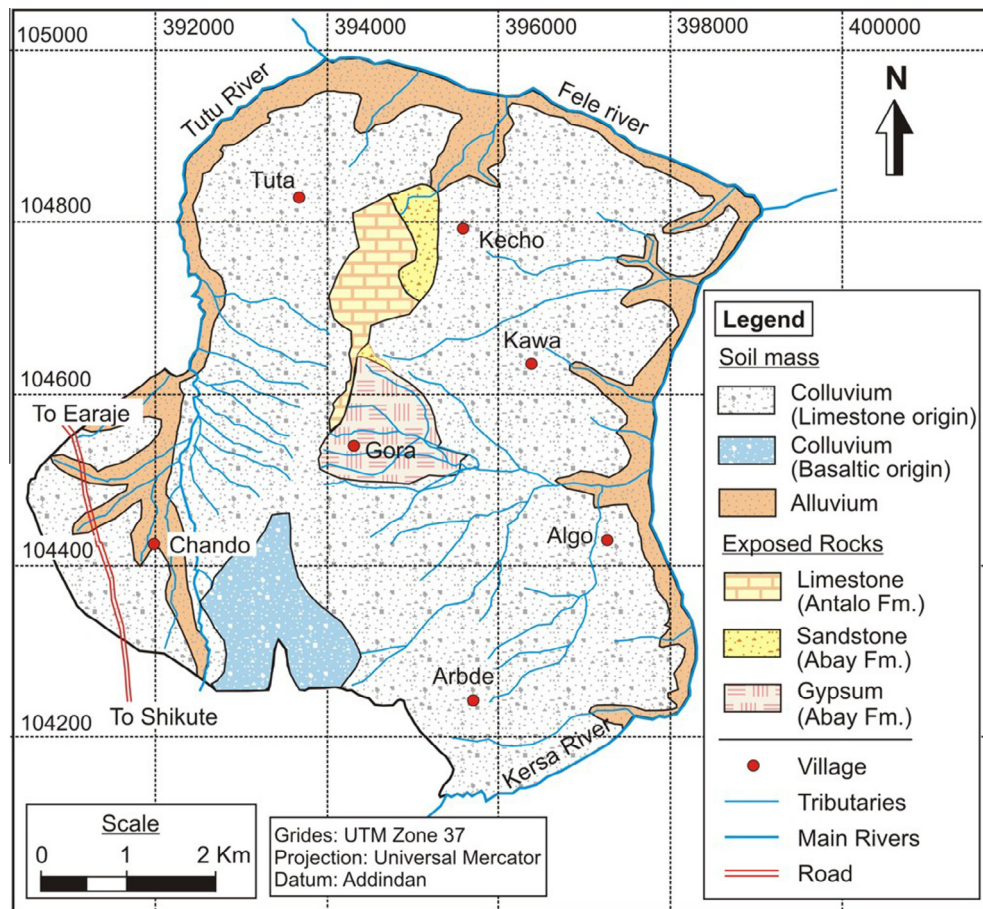 392000
394000
396000
398000
400000
105000
104800
104600
104400
104200
N
Tutu River
Fele river
Tuta
Kecho
Kawa
To Earaje
Gora
Chando
Algo
Arbde
To Shikute
Kersa River
Legend
Soil mass
Colluvium
(Limestone origin)
Colluvium
(Basaltic origin)
Alluvium
Exposed Rocks
Limestone
(Antalo Fm.)
Sandstone
(Abay Fm.)
Gypsum
(Abay Fm.)
Village
Tributaries
Main Rivers
Road
Scale
0 1 2 Km
Grides: UTM Zone 37
Projection: Universal Mercator
Datum: Addindan